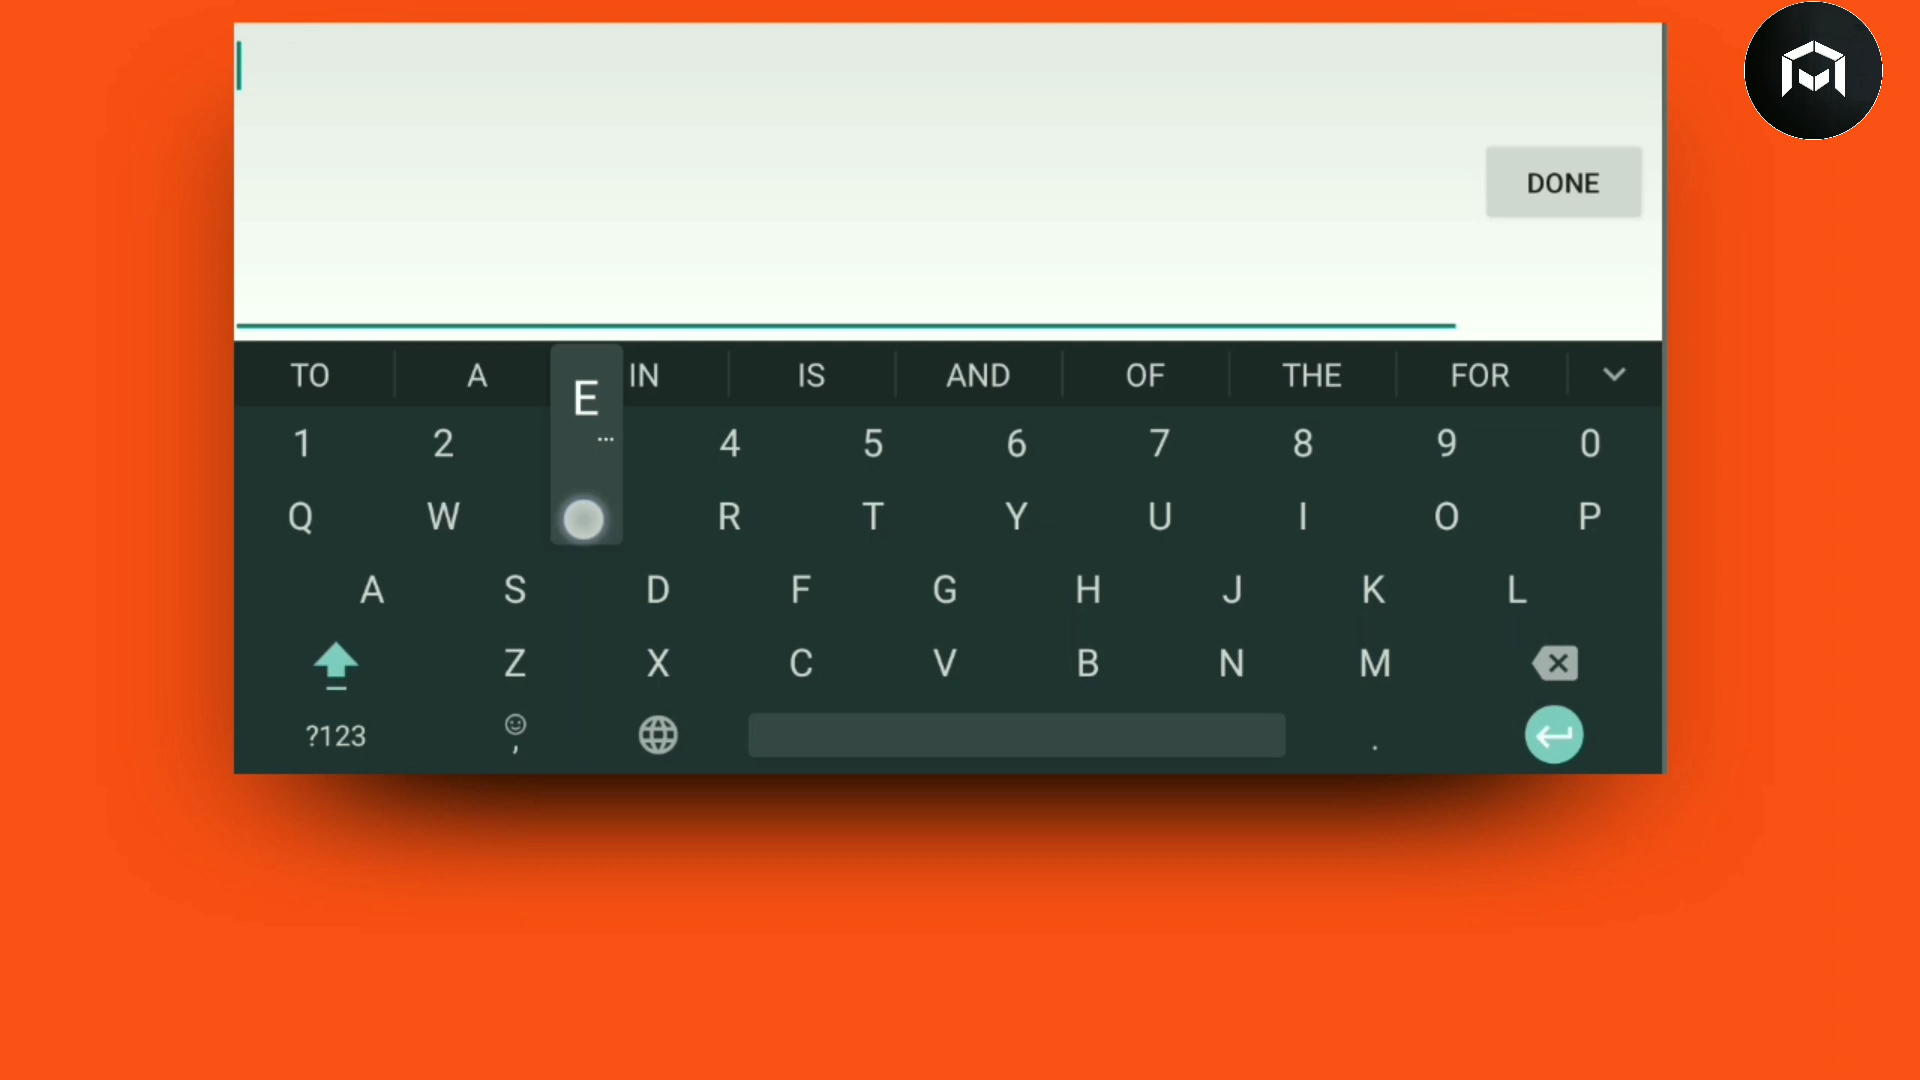 DONE
TO A IN IS AND OF THE FOR
E
...
1 2 4 5 6 7 8 9 0
Q W R T Y U I O P
A S D F G H J K L
Z X C V B N M
?123 , .